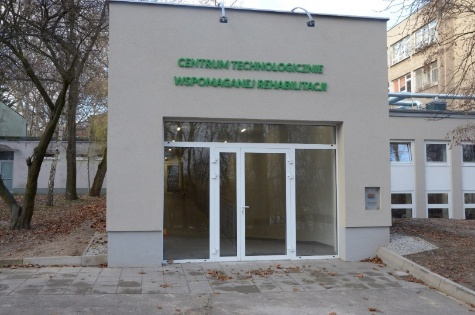 CENTRUM TECHNOLOGICZNIE
WSPOMAGANEJ REHABILITACJI